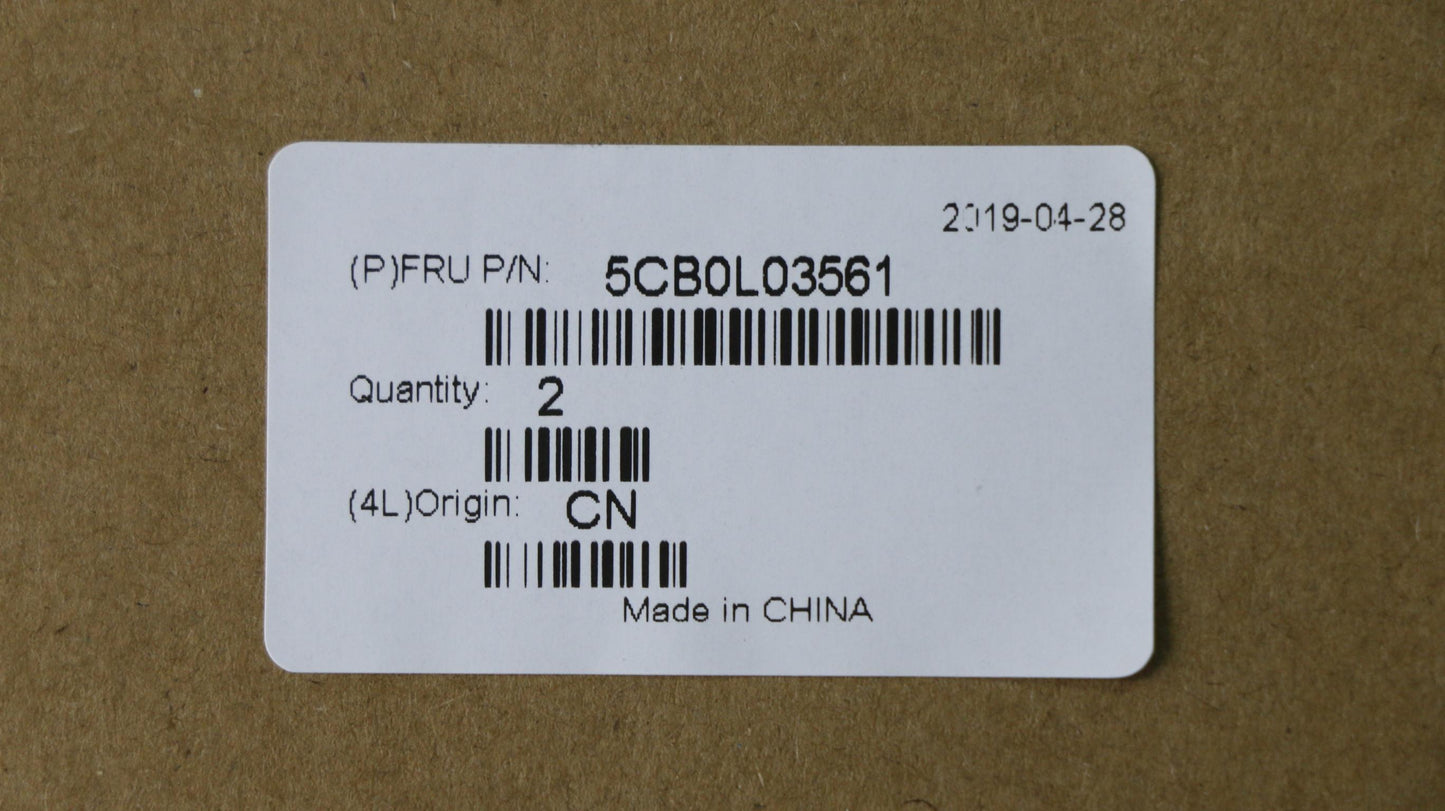 2019-04-28
(P)FRU P/N: 5CB0L03561
Quantity: 2
(4L)Origin: CN
Made in CHINA